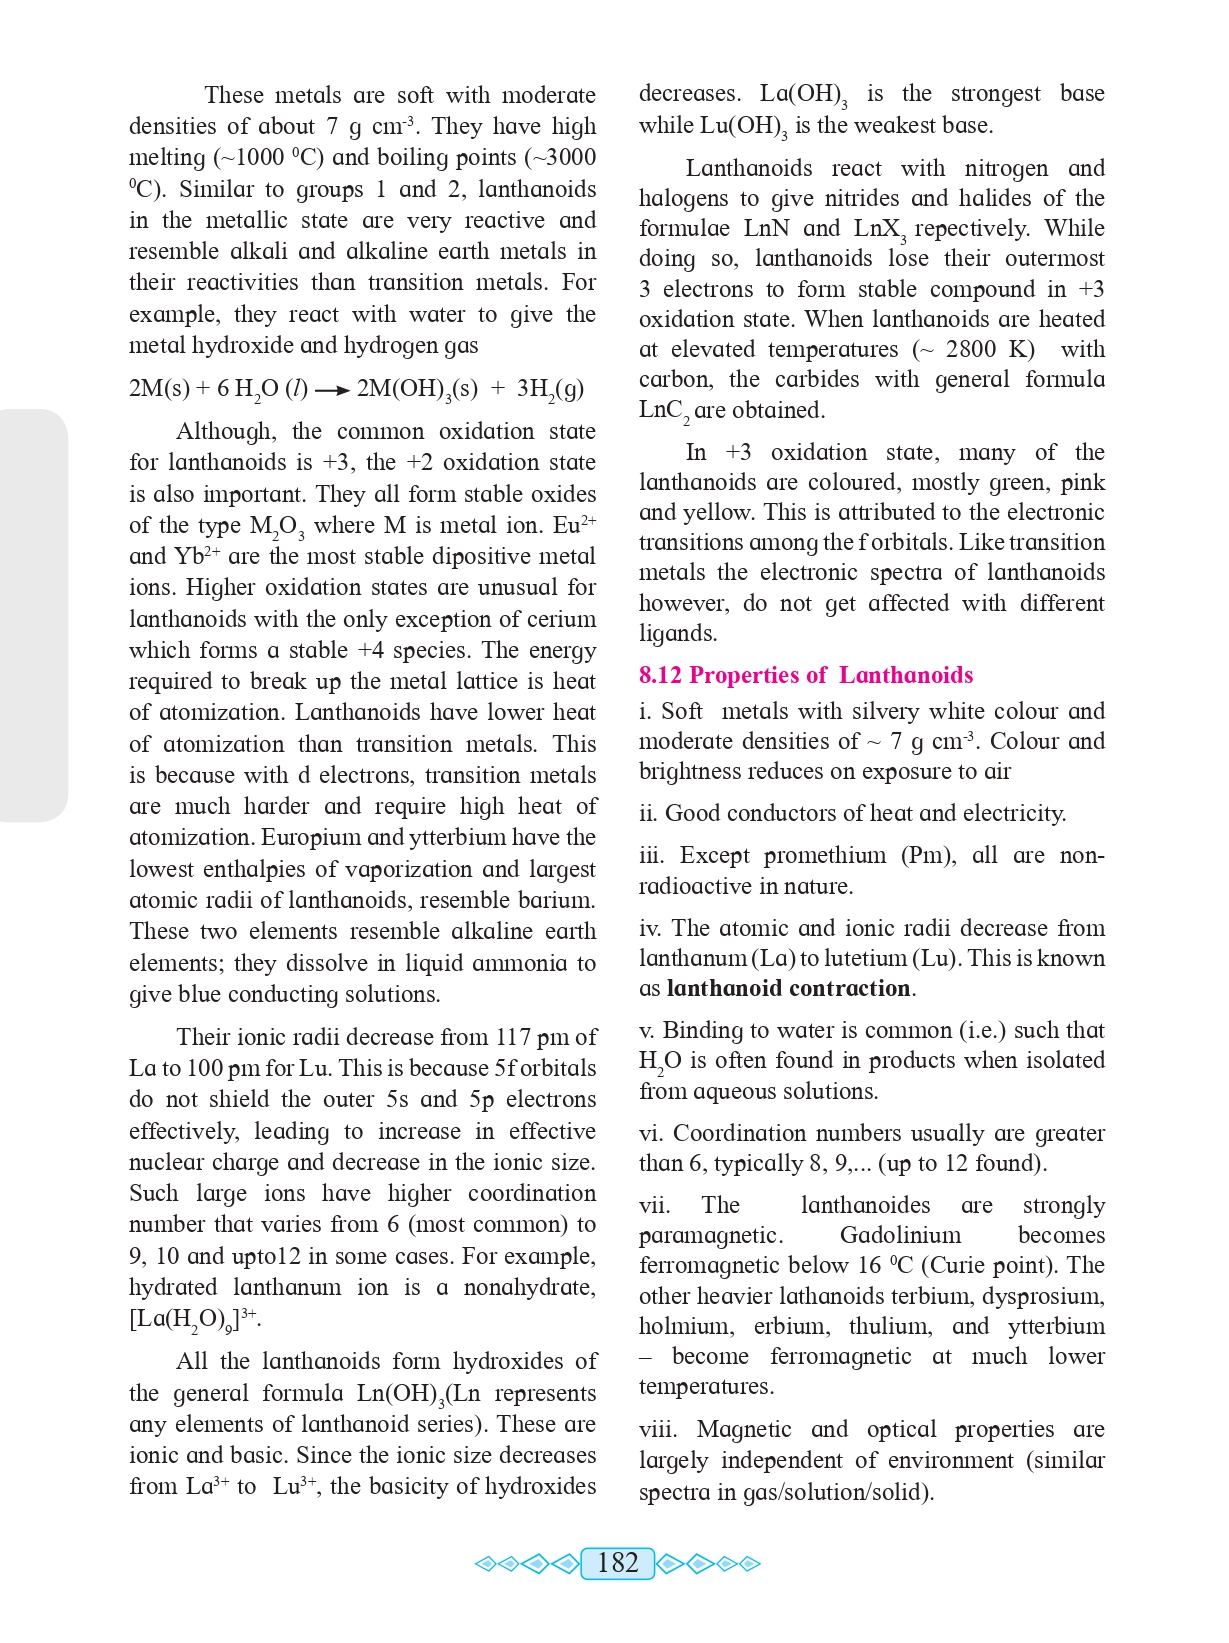 These metals are soft with moderate
densities of about 7 g cm⁻³. They have high
melting (~1000 ⁰C) and boiling points (~3000
⁰C). Similar to groups 1 and 2, lanthanoids
in the metallic state are very reactive and
resemble alkali and alkaline earth metals in
their reactivities than transition metals. For
example, they react with water to give the
metal hydroxide and hydrogen gas
2M(s) + 6 H₂O (l) ⟶ 2M(OH)₃(s) + 3H₂(g)
Although, the common oxidation state
for lanthanoids is +3, the +2 oxidation state
is also important. They all form stable oxides
of the type M₂O₃ where M is metal ion. Eu²⁺
and Yb²⁺ are the most stable dipositive metal
ions. Higher oxidation states are unusual for
lanthanoids with the only exception of cerium
which forms a stable +4 species. The energy
required to break up the metal lattice is heat
of atomization. Lanthanoids have lower heat
of atomization than transition metals. This
is because with d electrons, transition metals
are much harder and require high heat of
atomization. Europium and ytterbium have the
lowest enthalpies of vaporization and largest
atomic radii of lanthanoids, resemble barium.
These two elements resemble alkaline earth
elements; they dissolve in liquid ammonia to
give blue conducting solutions.
Their ionic radii decrease from 117 pm of
La to 100 pm for Lu. This is because 5f orbitals
do not shield the outer 5s and 5p electrons
effectively, leading to increase in effective
nuclear charge and decrease in the ionic size.
Such large ions have higher coordination
number that varies from 6 (most common) to
9, 10 and upto12 in some cases. For example,
hydrated lanthanum ion is a nonahydrate,
[La(H₂O)₉]³⁺.
All the lanthanoids form hydroxides of
the general formula Ln(OH)₃(Ln represents
any elements of lanthanoid series). These are
ionic and basic. Since the ionic size decreases
from La³⁺ to Lu³⁺, the basicity of hydroxides
decreases. La(OH)₃ is the strongest base
while Lu(OH)₃ is the weakest base.
Lanthanoids react with nitrogen and
halogens to give nitrides and halides of the
formulae LnN and LnX₃ repectively. While
doing so, lanthanoids lose their outermost
3 electrons to form stable compound in +3
oxidation state. When lanthanoids are heated
at elevated temperatures (~ 2800 K) with
carbon, the carbides with general formula
LnC₂ are obtained.
In +3 oxidation state, many of the
lanthanoids are coloured, mostly green, pink
and yellow. This is attributed to the electronic
transitions among the f orbitals. Like transition
metals the electronic spectra of lanthanoids
however, do not get affected with different
ligands.
8.12 Properties of Lanthanoids
i. Soft metals with silvery white colour and
moderate densities of ~ 7 g cm⁻³. Colour and
brightness reduces on exposure to air
ii. Good conductors of heat and electricity.
iii. Except promethium (Pm), all are non-
radioactive in nature.
iv. The atomic and ionic radii decrease from
lanthanum (La) to lutetium (Lu). This is known
as lanthanoid contraction.
v. Binding to water is common (i.e.) such that
H₂O is often found in products when isolated
from aqueous solutions.
vi. Coordination numbers usually are greater
than 6, typically 8, 9,... (up to 12 found).
vii. The lanthanoides are strongly
paramagnetic. Gadolinium becomes
ferromagnetic below 16 ⁰C (Curie point). The
other heavier lathanoids terbium, dysprosium,
holmium, erbium, thulium, and ytterbium
– become ferromagnetic at much lower
temperatures.
viii. Magnetic and optical properties are
largely independent of environment (similar
spectra in gas/solution/solid).
182